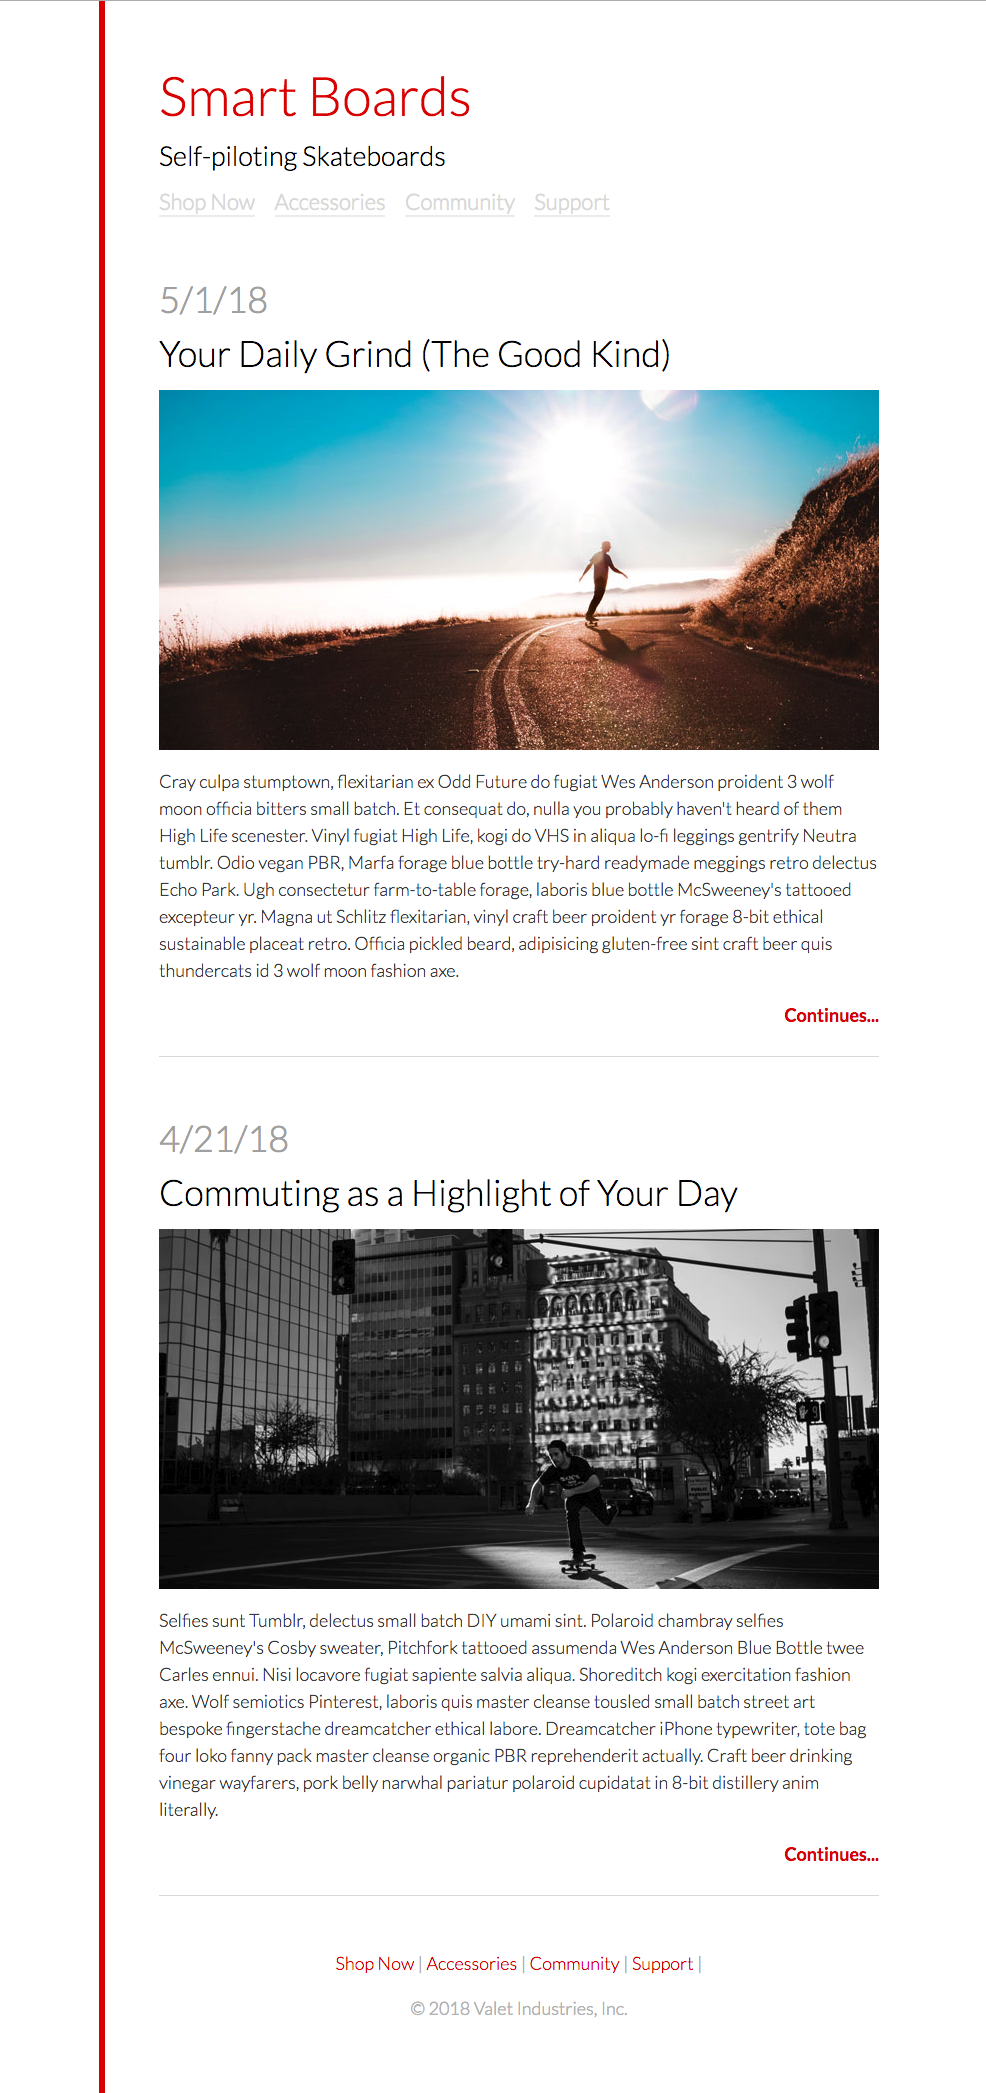 Smart Boards
Self-piloting Skateboards
Shop Now Accessories Community Support
5/1/18
Your Daily Grind (The Good Kind)
Cray culpa stumptown, flexitarian ex Odd Future do fugiat Wes Anderson proident 3 wolf
moon officia bitters small batch. Et consequat do, nulla you probably haven't heard of them
High Life scenester. Vinyl fugiat High Life, kogi do VHS in aliqua lo-fi leggings gentrify Neutra
tumblr. Odio vegan PBR, Marfa forage blue bottle try-hard readymade meggings retro delectus
Echo Park. Ugh consectetur farm-to-table forage, laboris blue bottle McSweeney's tattooed
excepteur yr. Magna ut Schlitz flexitarian, vinyl craft beer proident yr forage 8-bit ethical
sustainable placeat retro. Officia pickled beard, adipisicing gluten-free sint craft beer quis
thundercats id 3 wolf moon fashion axe.
Continues...
4/21/18
Commuting as a Highlight of Your Day
PUBLIC
PARKING
Selfies sunt Tumblr, delectus small batch DIY umami sint. Polaroid chambray selfies
McSweeney's Cosby sweater, Pitchfork tattooed assumenda Wes Anderson Blue Bottle twee
Carles ennui. Nisi locavore fugiat sapiente salvia aliqua. Shoreditch kogi exercitation fashion
axe. Wolf semiotics Pinterest, laboris quis master cleanse tousled small batch street art
bespoke fingerstache dreamcatcher ethical labore. Dreamcatcher iPhone typewriter, tote bag
four loko fanny pack master cleanse organic PBR reprehenderit actually. Craft beer drinking
vinegar wayfarers, pork belly narwhal pariatur polaroid cupidatat in 8-bit distillery anim
literally.
Continues...
Shop Now | Accessories | Community | Support |
© 2018 Valet Industries, Inc.